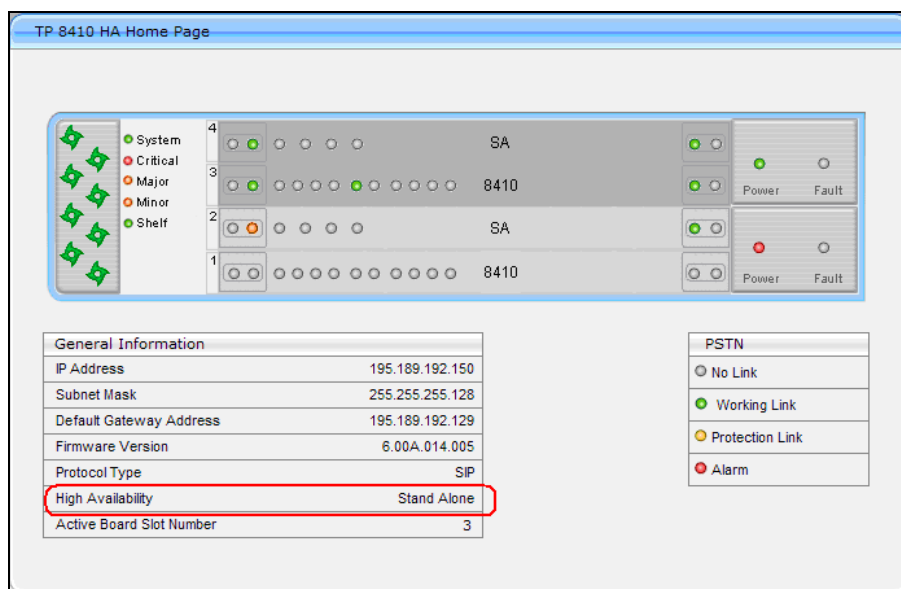 TP 8410 HA Home Page
System
Critical
Major
Minor
Shelf
4 SA
3 8410
2 SA
1 8410
Power Fault
Power Fault
General Information
IP Address 195.189.192.150
Subnet Mask 255.255.255.128
Default Gateway Address 195.189.192.129
Firmware Version 6.00A.014.005
Protocol Type SIP
High Availability Stand Alone
Active Board Slot Number 3
PSTN
No Link
Working Link
Protection Link
Alarm